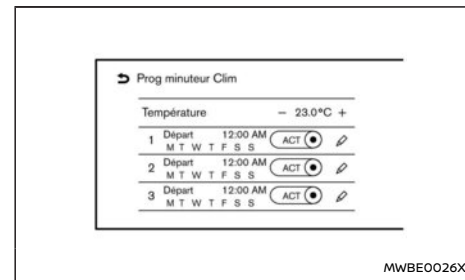 Prog minuteur Clim
Température − 23.0°C +
1 Départ 12:00 AM ACT
M T W T F S S
2 Départ 12:00 AM ACT
M T W T F S S
3 Départ 12:00 AM ACT
M T W T F S S
MWBE0026X